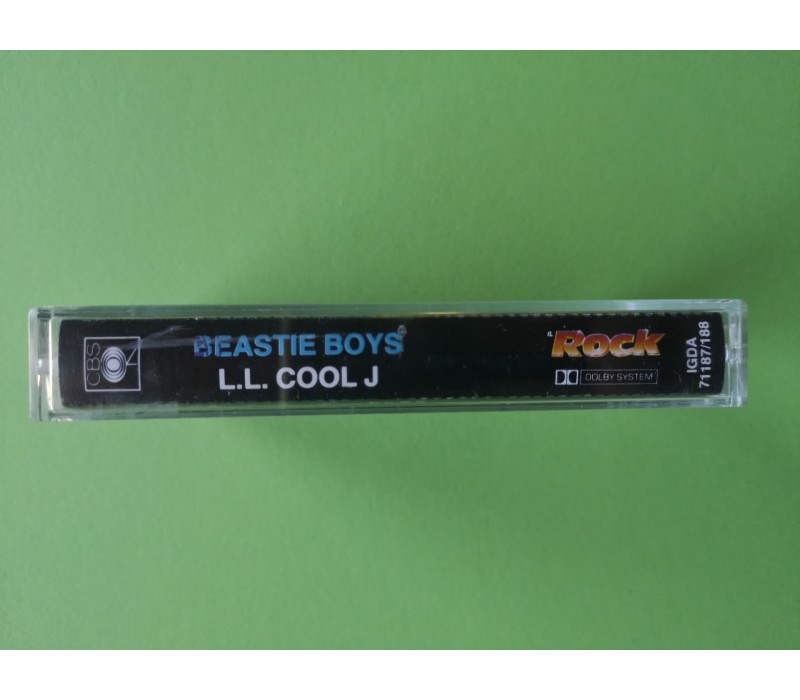 CBS
BEASTIE BOYS
L.L. COOL J
IL Rock
DOLBY SYSTEM
IGDA
71187/188